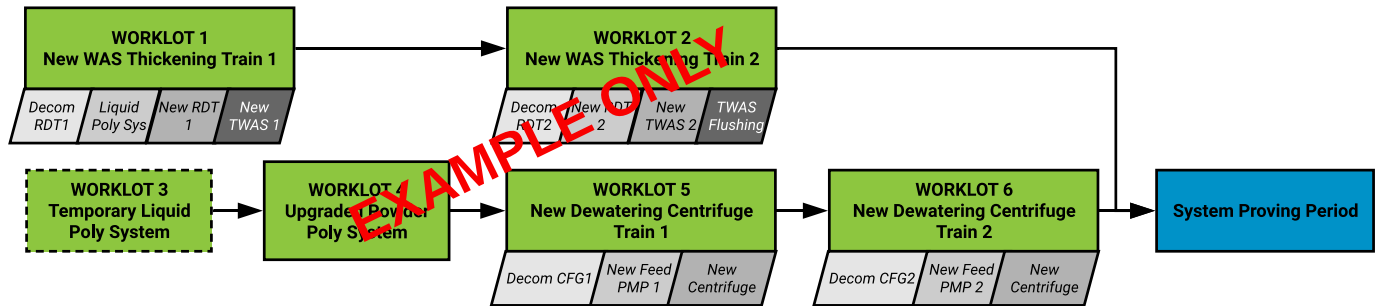 WORKLOT 1
New WAS Thickening Train 1
Decom
RDT1
Liquid
Poly Sys
New RDT
1
New
TWAS 1
WORKLOT 2
New WAS Thickening Train 2
Decom
RDT2
New RDT
2
New
TWAS 2
TWAS
Flushing
EXAMPLE ONLY
WORKLOT 3
Temporary Liquid
Poly System
WORKLOT 4
Upgraded Powder
Poly System
WORKLOT 5
New Dewatering Centrifuge
Train 1
Decom CFG1
New Feed
PMP 1
New
Centrifuge
WORKLOT 6
New Dewatering Centrifuge
Train 2
Decom CFG2
New Feed
PMP 2
New
Centrifuge
System Proving Period